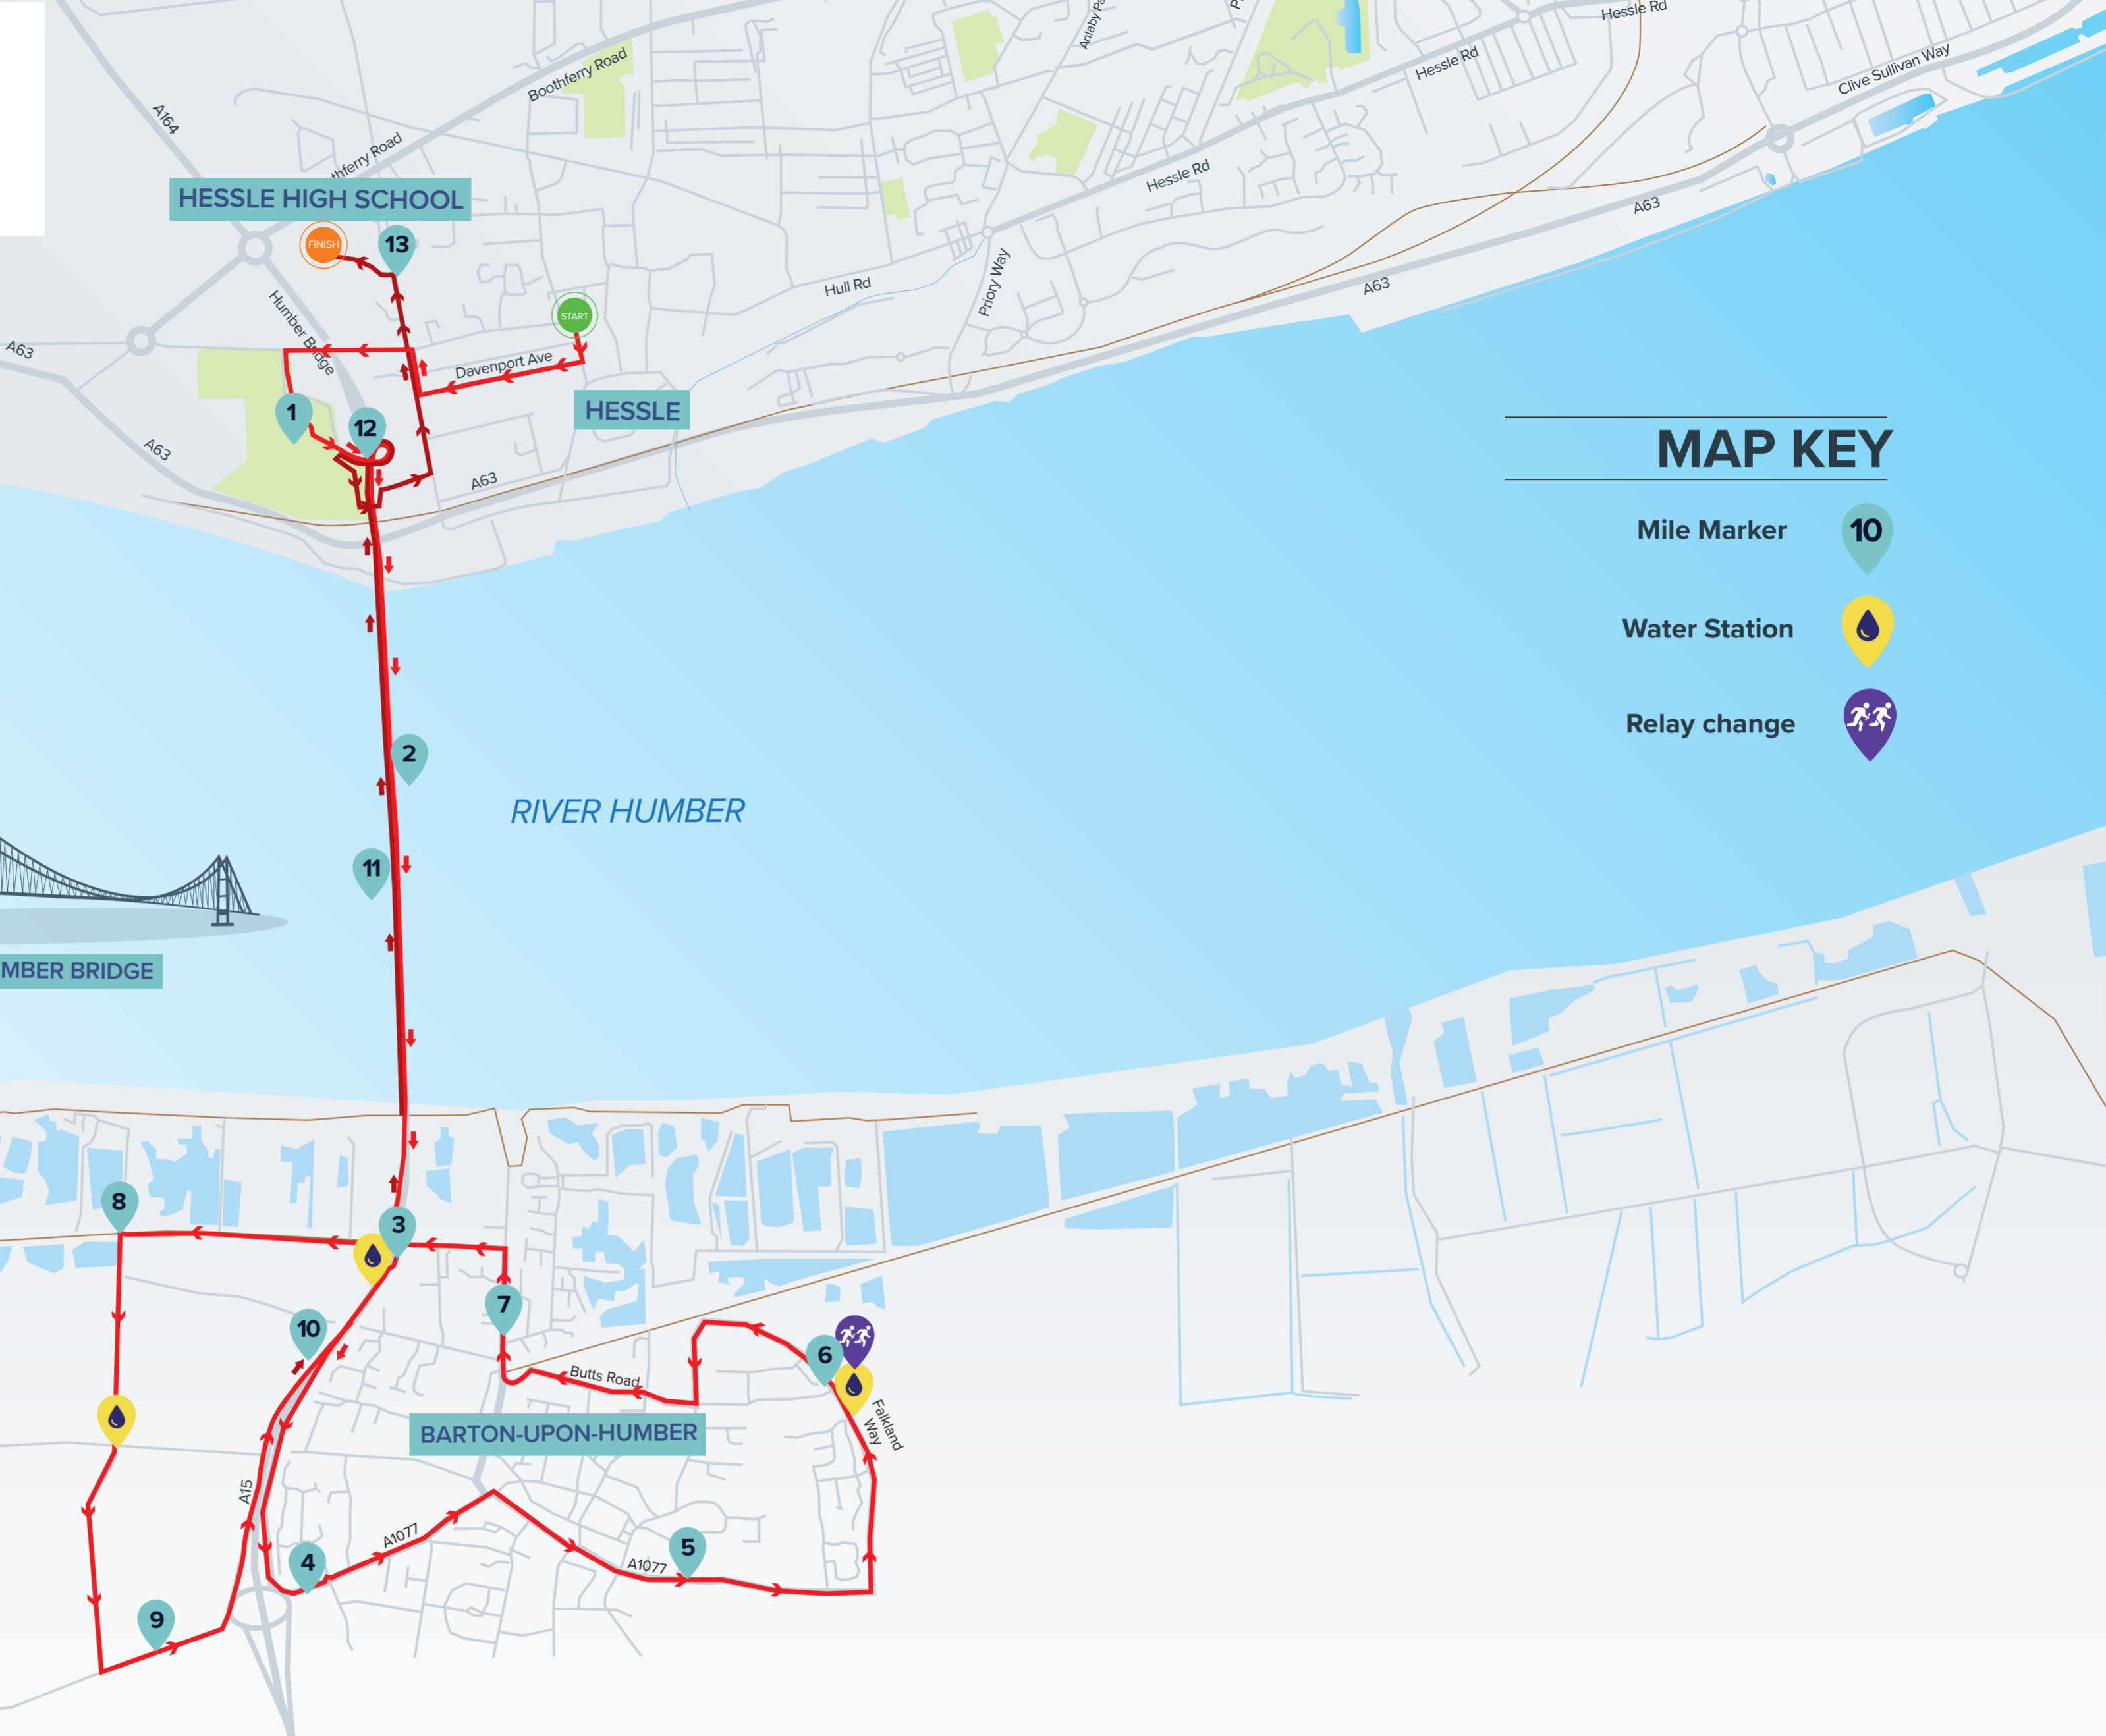 Hessle Rd
Anlaby Pa
Boothferry Road
Hessle Rd
Clive Sullivan Way
A164
thferry Road
Hessle Rd
HESSLE HIGH SCHOOL
A63
FINISH
13
Priory Way
Hull Rd
A63
START
Humber Bridge
A63
Davenport Ave
1
HESSLE
12
A63
A63
MAP KEY
Mile Marker
10
Water Station
Relay change
2
RIVER HUMBER
11
MBER BRIDGE
8
3
7
10
6
Butts Road
Falkland
Way
BARTON-UPON-HUMBER
A15
A1077
5
4
A1077
9